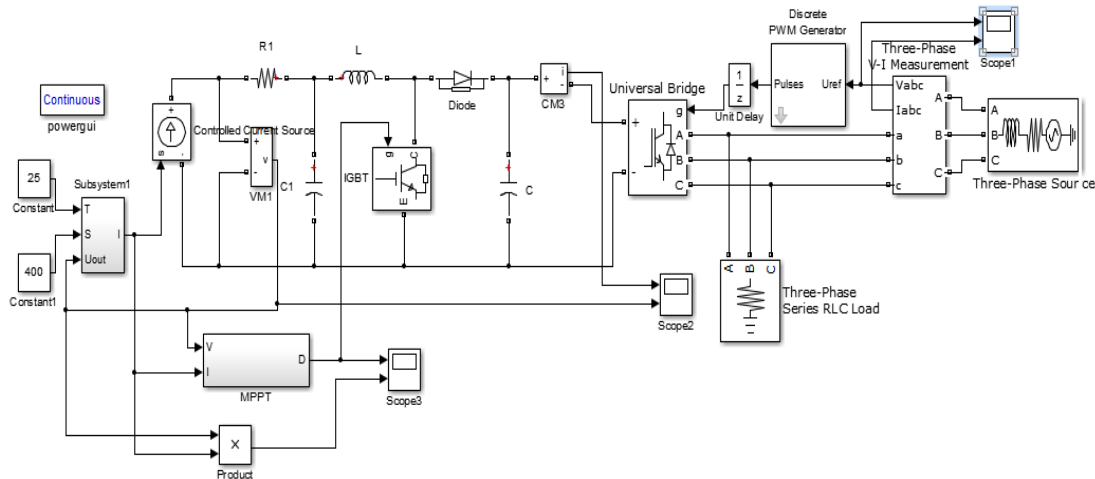 Discrete
PWM Generator
Pulses
Uref
1
z
Unit Delay
Three-Phase
V-I Measurement
Vabc
Iabc
a
b
c
A
B
C
Scope1
A
B
C
Three-Phase Source
R1
L
Diode
i
+
-
CM3
Universal Bridge
g
A
B
C
+
-
Continuous
powergui
+
-
s
Controlled Current Source
+
v
-
VM1
C1
IGBT
g
C
E
C
25
Constant
400
Constant1
Subsystem1
T
S
Uout
I
A
B
C
Three-Phase
Series RLC Load
Scope2
V
I
D
MPPT
Scope3
×
Product